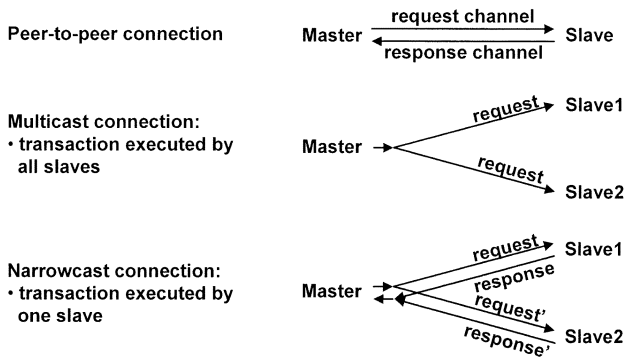 Peer-to-peer connection
Master
request channel
response channel
Slave
Multicast connection:
• transaction executed by
all slaves
Master
request
request
Slave1
Slave2
Narrowcast connection:
• transaction executed by
one slave
Master
request
response
request'
response'
Slave1
Slave2